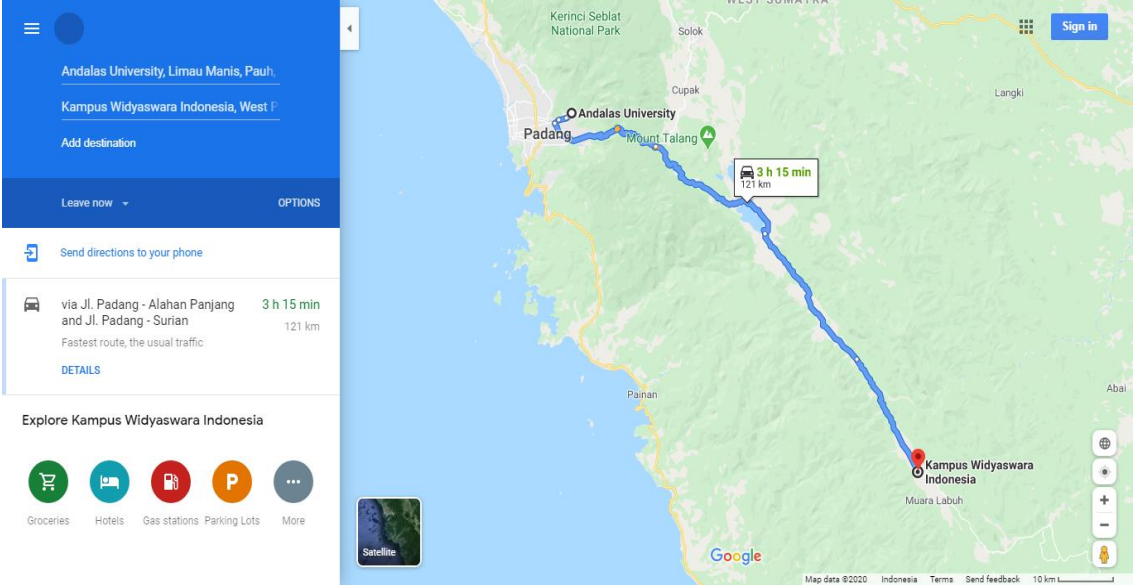 Andalas University, Limau Manis, Pauh,
Kampus Widyaswara Indonesia, West P
Add destination
Leave now
OPTIONS
Send directions to your phone
via Jl. Padang - Alahan Panjang
and Jl. Padang - Surian
3 h 15 min
121 km
Fastest route, the usual traffic
DETAILS
Explore Kampus Widyaswara Indonesia
P
Groceries
Hotels
Gas stations
Parking Lots
More
WEST SUMATRA
Kerinci Seblat
National Park
Solok
Sign in
Cupak
Langki
Andalas University
Padang
Mount Talang
3 h 15 min
121 km
Painan
Abai
Kampus Widyaswara
Indonesia
Muara Labuh
Satellite
Google
Map data ©2020
Indonesia
Terms
Send feedback
10 km